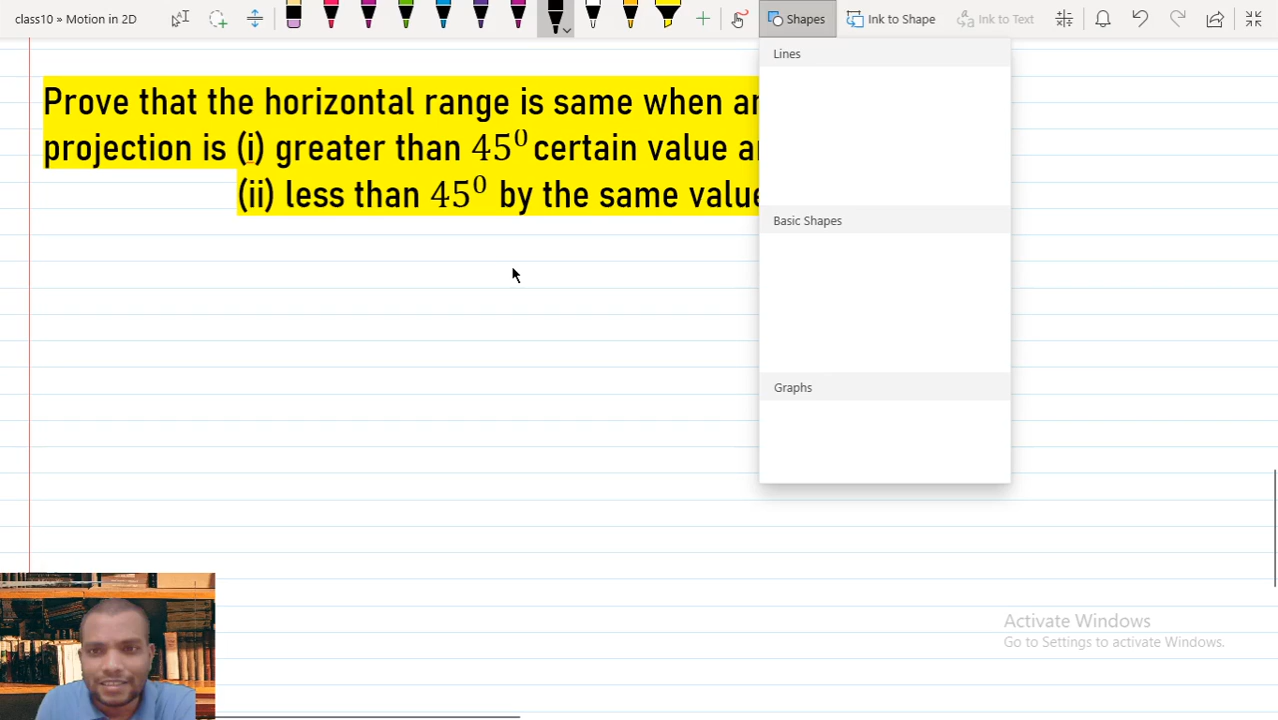 class10 » Motion in 2D
Shapes
Ink to Shape
Ink to Text
Lines
Prove that the horizontal range is same when
projection is (i) greater than 45⁰ certain value
(ii) less than 45⁰ by the same value
Basic Shapes
Graphs
Activate Windows
Go to Settings to activate Windows.